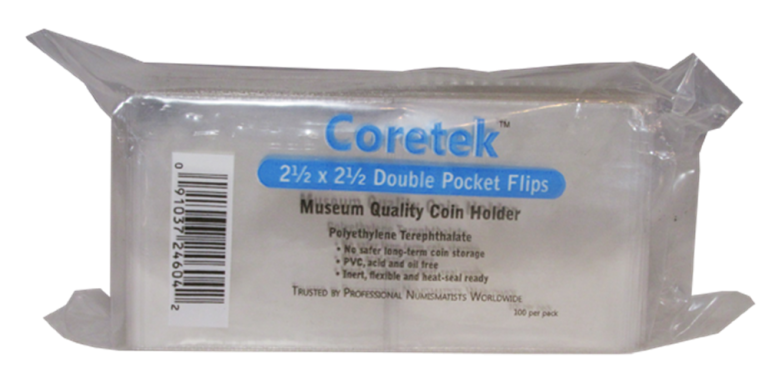 Coretek™
2½ x 2½ Double Pocket Flips
Museum Quality Coin Holder
Polyethylene Terephthalate
• No safer long-term coin storage
• PVC, acid and oil free
• Inert, flexible and heat-seal ready
TRUSTED BY PROFESSIONAL NUMISMATISTS WORLDWIDE
100 per pack
0 91037 24604 2